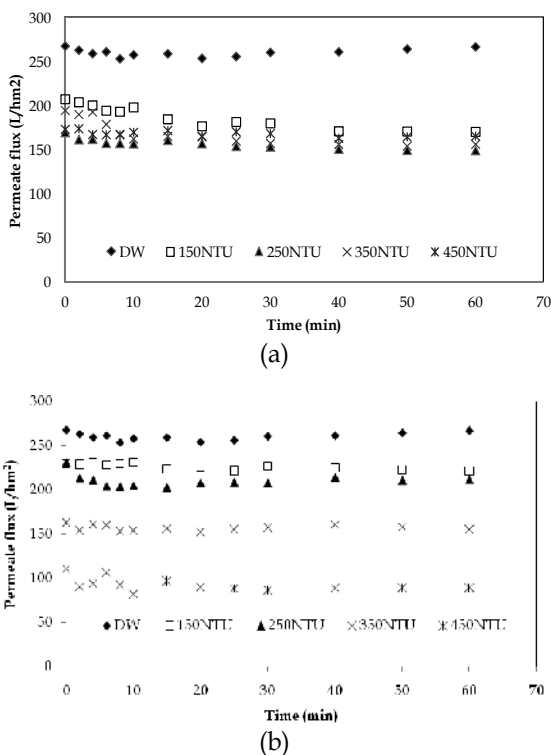 300
250
200
150
100
50
0
Permeate flux (L/hm2)
DW 150NTU 250NTU 350NTU 450NTU
0 10 20 30 40 50 60 70
Time (min)
(a)
300
250
200
150
100
50
0
Permeate flux (L/hm²)
DW 150NTU 250NTU 350NTU 450NTU
0 10 20 30 40 50 60 70
Time (min)
(b)